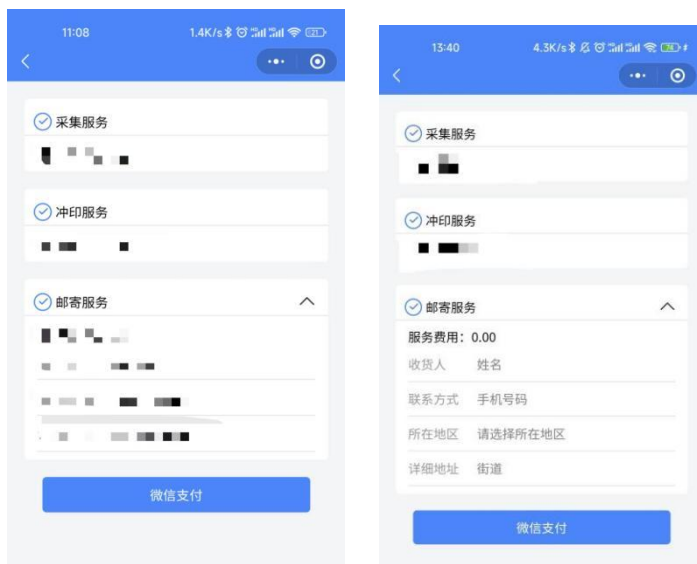 11:08
1.4K/s
采集服务
冲印服务
邮寄服务
微信支付
13:40
4.3K/s
采集服务
冲印服务
邮寄服务
服务费用：0.00
收货人 姓名
联系方式 手机号码
所在地区 请选择所在地区
详细地址 街道
微信支付